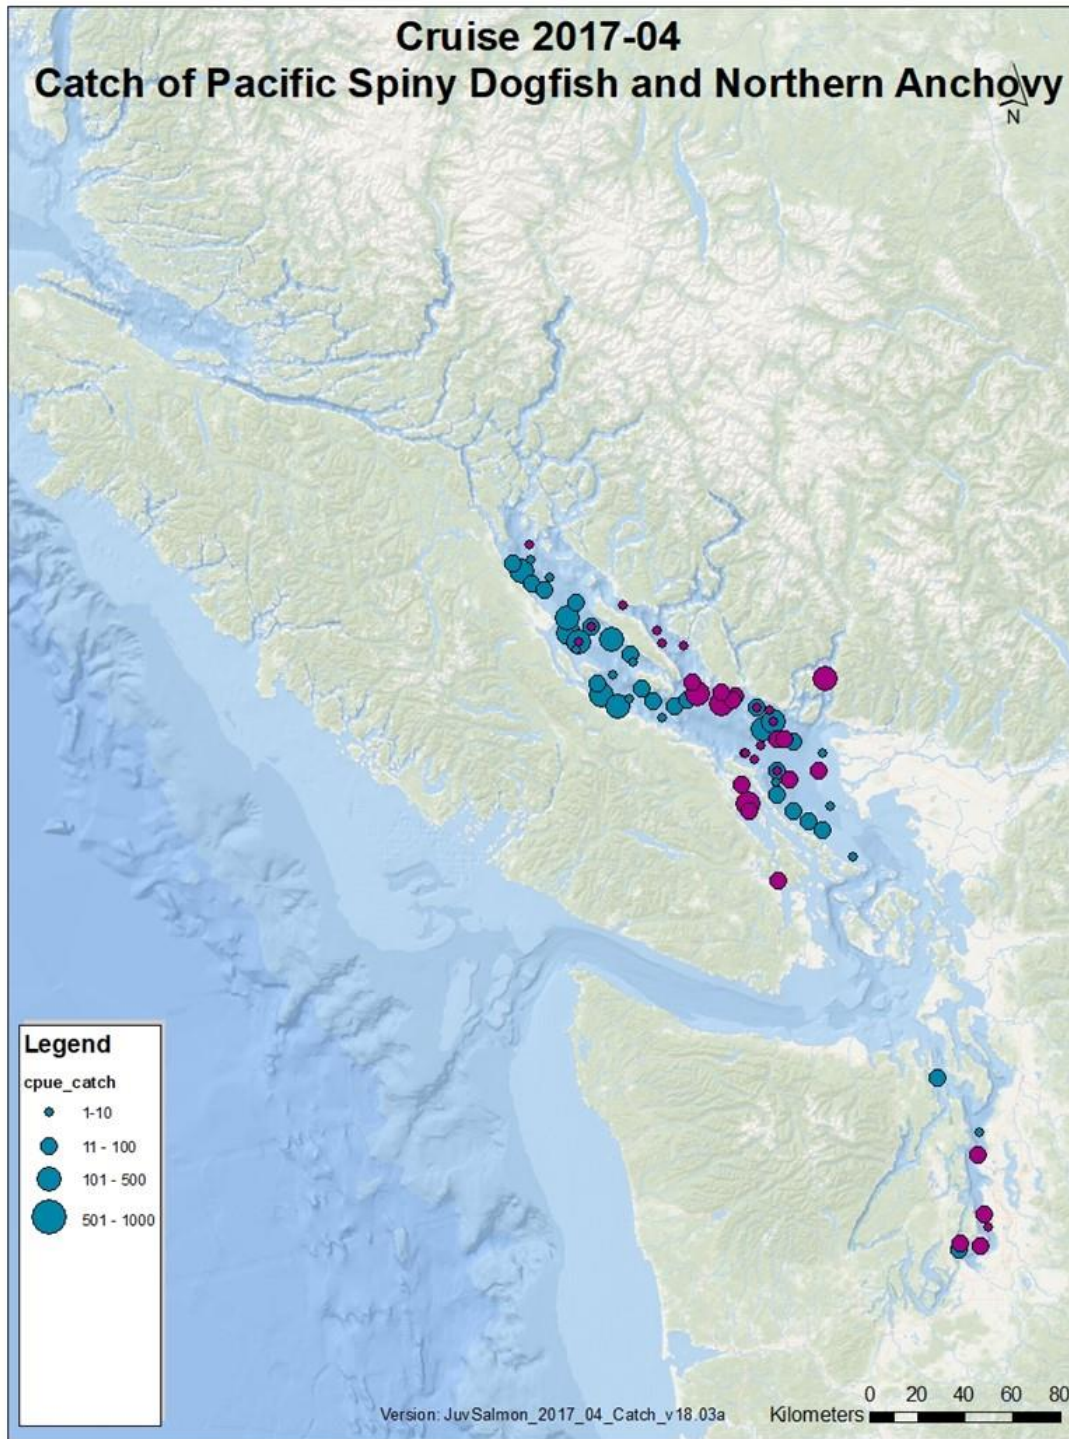 Cruise 2017-04
Catch of Pacific Spiny Dogfish and Northern Anchovy
N
Legend
cpue_catch
1-10
11 - 100
101 - 500
501 - 1000
Version: JuvSalmon_2017_04_Catch_v18.03a
0 20 40 60 80
Kilometers